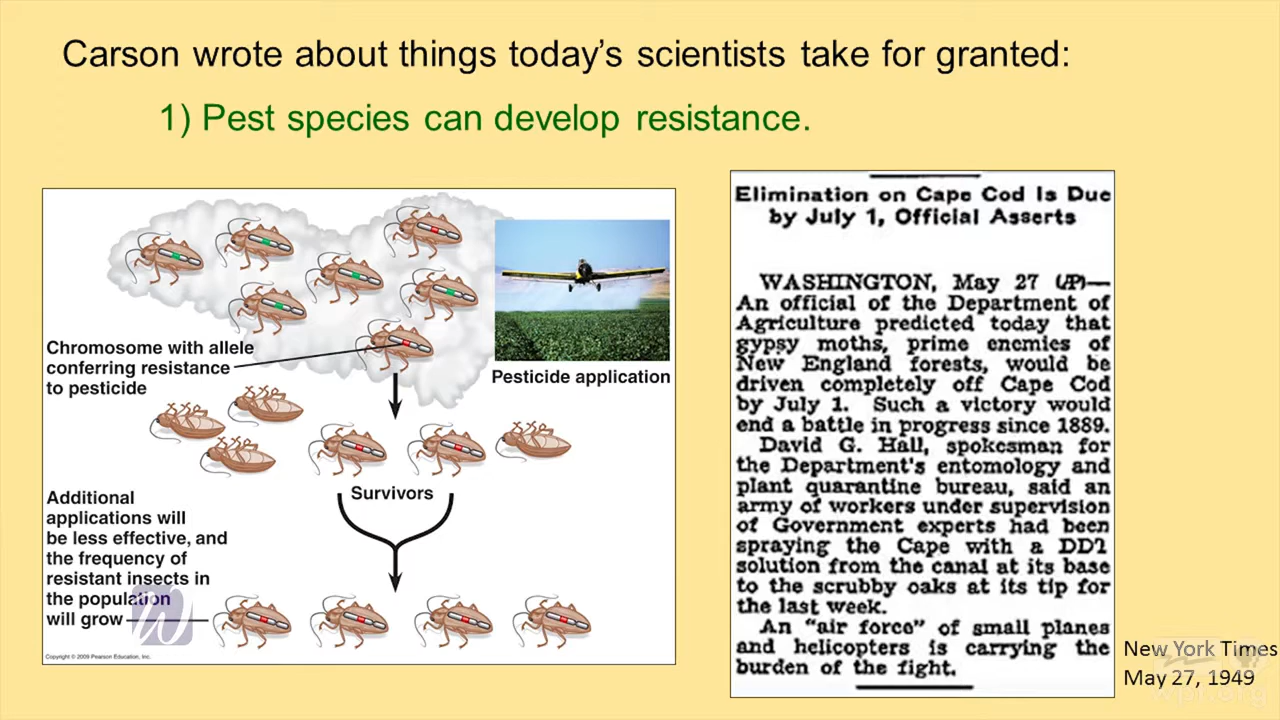 Carson wrote about things today’s scientists take for granted:
1) Pest species can develop resistance.
Chromosome with allele
conferring resistance
to pesticide
Pesticide application
Survivors
Additional
applications will
be less effective, and
the frequency of
resistant insects in
the population
will grow
Copyright © 2009 Pearson Education, Inc.
Elimination on Cape Cod Is Due
by July 1, Official Asserts
WASHINGTON, May 27 (AP)—
An official of the Department of
Agriculture predicted today that
gypsy moths, prime enemies of
New England forests, would be
driven completely off Cape Cod
by July 1. Such a victory would
end a battle in progress since 1889.
David G. Hall, spokesman for
the Department's entomology and
plant quarantine bureau, said an
army of workers under supervision
of Government experts had been
spraying the Cape with a DDT
solution from the canal at its base
to the scrubby oaks at its tip for
the last week.
An “air force” of small planes
and helicopters is carrying the
burden of the fight.
New York Times
May 27, 1949